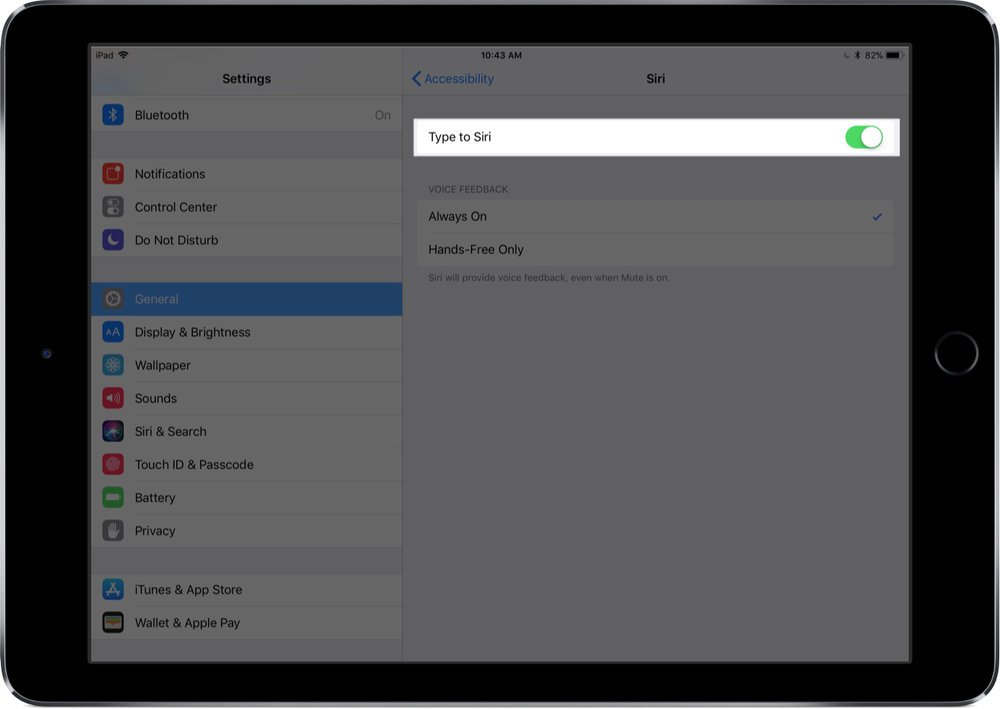 iPad 10:43 AM 82%
Settings
Accessibility Siri
Bluetooth On
Notifications
Control Center
Do Not Disturb
General
AA Display & Brightness
Wallpaper
Sounds
Siri & Search
Touch ID & Passcode
Battery
Privacy
iTunes & App Store
Wallet & Apple Pay
Type to Siri
VOICE FEEDBACK
Always On
Hands-Free Only
Siri will provide voice feedback, even when Mute is on.